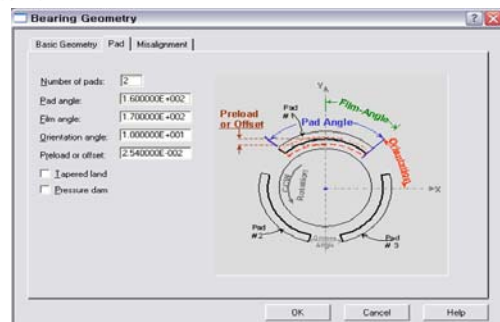 Bearing Geometry
Basic Geometry
Pad
Misalignment
Number of pads: 2
Pad angle: 1.600000E+002
Film angle: 1.700000E+002
Orientation angle: 1.000000E+001
Preload or offset: 2.540000E-002
Tapered land
Pressure dam
Preload
or Offset
Pad
# 1
Y
Film-Angle
Pad Angle
Orientation
CCW
Rotation
X
Pad
# 2
angle
Pad
# 3
OK
Cancel
Help